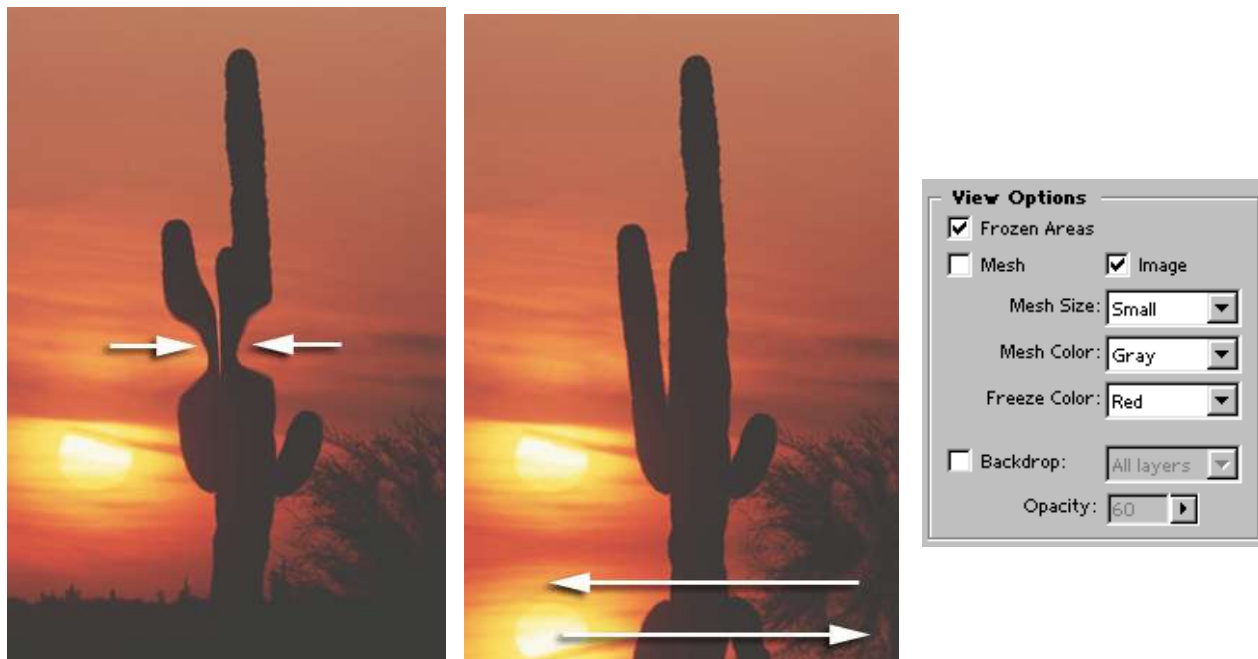 View Options
Frozen Areas
Mesh Image
Mesh Size: Small
Mesh Color: Gray
Freeze Color: Red
Backdrop: All layers
Opacity: 60